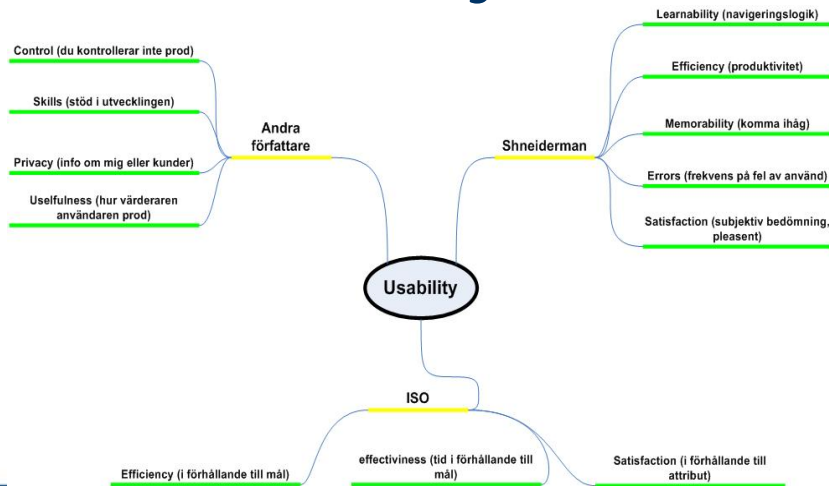 Control (du kontrollerar inte prod)
Skills (stöd i utvecklingen)
Privacy (info om mig eller kunder)
Uselfulness (hur värderaren
användaren prod)
Andra
författare
Learnability (navigeringslogik)
Efficiency (produktivitet)
Memorability (komma ihåg)
Errors (frekvens på fel av använd)
Satisfaction (subjektiv bedömning,
pleasent)
Shneiderman
Usability
ISO
Efficiency (i förhållande till mål)
effectiviness (tid i förhållande till
mål)
Satisfaction (i förhållande till
attribut)